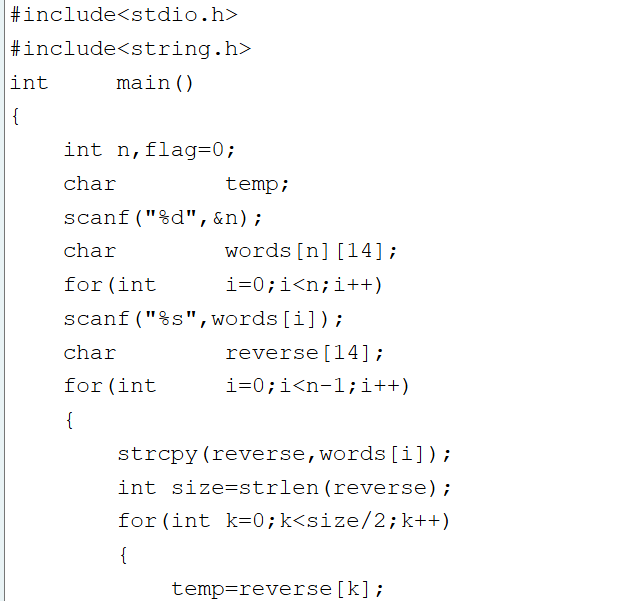 #include<stdio.h>
#include<string.h>
int     main()
{
    int n,flag=0;
    char        temp;
    scanf("%d",&n);
    char        words[n][14];
    for(int     i=0;i<n;i++)
    scanf("%s",words[i]);
    char        reverse[14];
    for(int     i=0;i<n-1;i++)
    {
        strcpy(reverse,words[i]);
        int size=strlen(reverse);
        for(int k=0;k<size/2;k++)
        {
            temp=reverse[k];